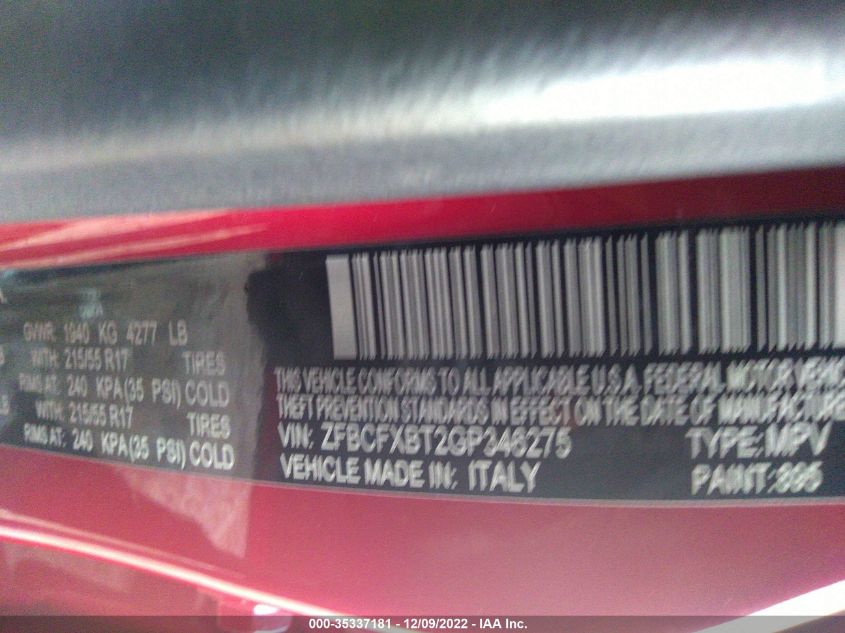 GVWR: 1940 KG 4277 LB
WITH: 215/55 R17 TIRES
RIMS AT: 240 KPA(35 PSI) COLD
WITH: 215/55 R17 TIRES
RIMS AT: 240 KPA(35 PSI) COLD
THIS VEHICLE CONFORMS TO ALL APPLICABLE U.S.A. FEDERAL MOTOR VEHIC
THEFT PREVENTION STANDARDS IN EFFECT ON THE DATE OF MANUFACTURE
VIN: ZFBCFXBT2GP346275 TYPE: MPV
VEHICLE MADE IN: ITALY PAINT: 895
000-35337181 - 12/09/2022 - IAA Inc.